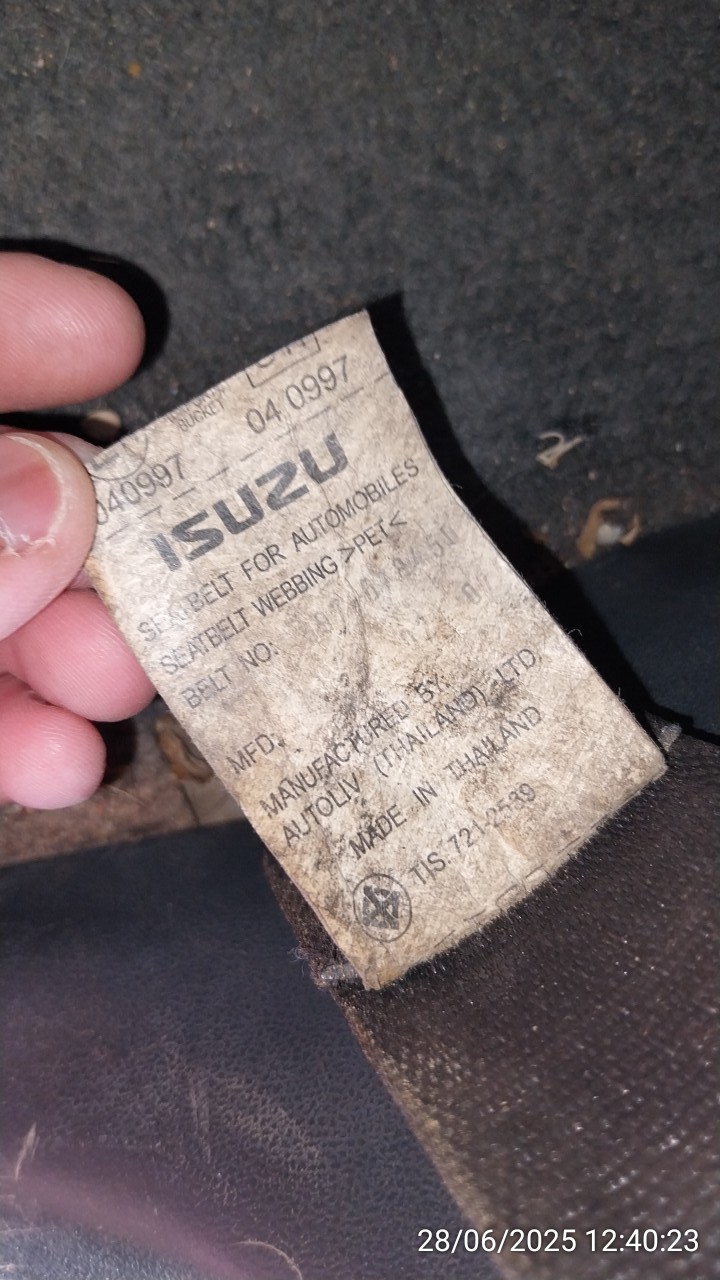 BUCKET
04 0997
040997
ISUZU
SEATBELT FOR AUTOMOBILES
SEATBELT WEBBING >PET<
BELT NO.
MFD.
MANUFACTURED BY.
AUTOLIV (THAILAND) LTD.
MADE IN THAILAND
TIS.721-2539
28/06/2025 12:40:23